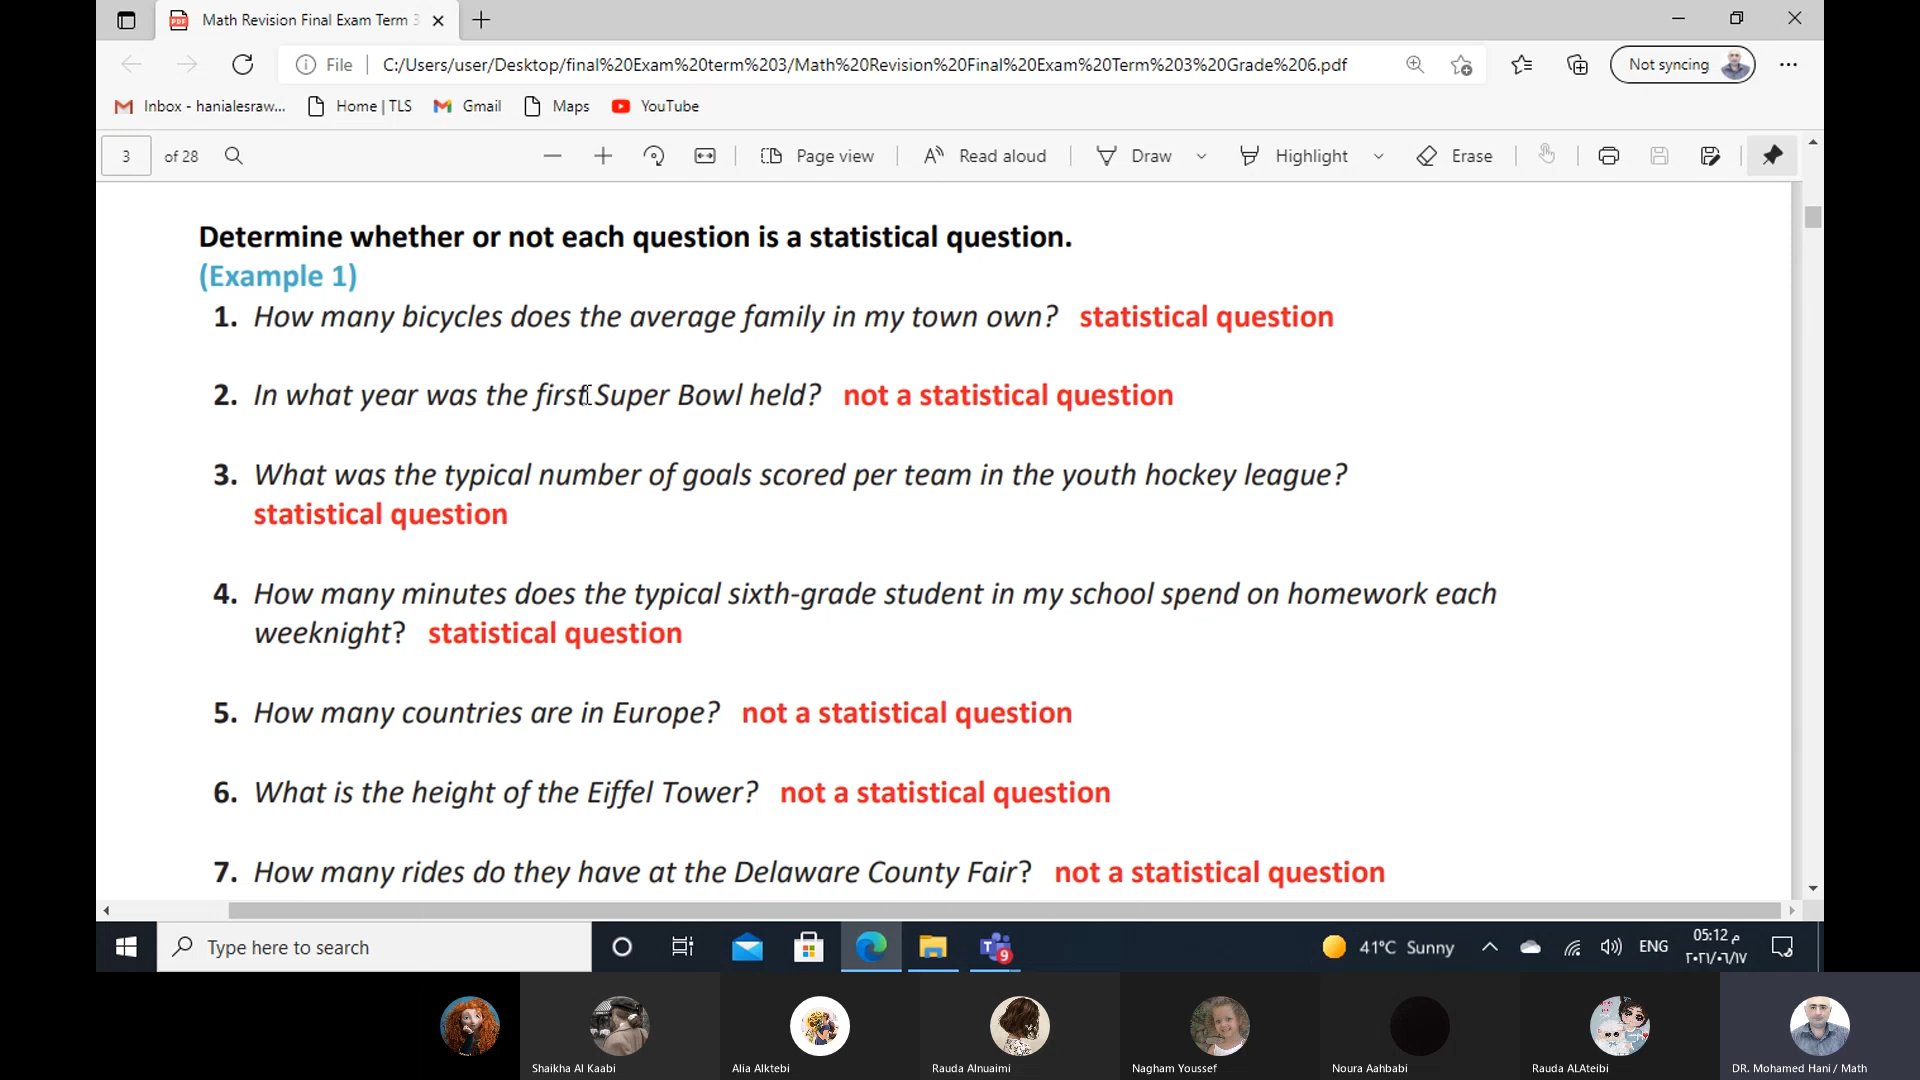 Math Revision Final Exam Term 3
File C:/Users/user/Desktop/final%20Exam%20term%203/Math%20Revision%20Final%20Exam%20Term%203%20Grade%206.pdf Not syncing
Inbox - hanialesraw... Home | TLS Gmail Maps YouTube
3 of 28 Page view Read aloud Draw Highlight Erase
Determine whether or not each question is a statistical question.
(Example 1)
1. How many bicycles does the average family in my town own? statistical question
2. In what year was the first Super Bowl held? not a statistical question
3. What was the typical number of goals scored per team in the youth hockey league?
statistical question
4. How many minutes does the typical sixth-grade student in my school spend on homework each
weeknight? statistical question
5. How many countries are in Europe? not a statistical question
6. What is the height of the Eiffel Tower? not a statistical question
7. How many rides do they have at the Delaware County Fair? not a statistical question
Type here to search 9 41°C Sunny ENG 05:12 م
٢٠٢١/٠٦/١٧
Shaikha Al Kaabi Alia Alktebi Rauda Alnuaimi Nagham Youssef Noura Aahbabi Rauda ALAteibi DR. Mohamed Hani / Math